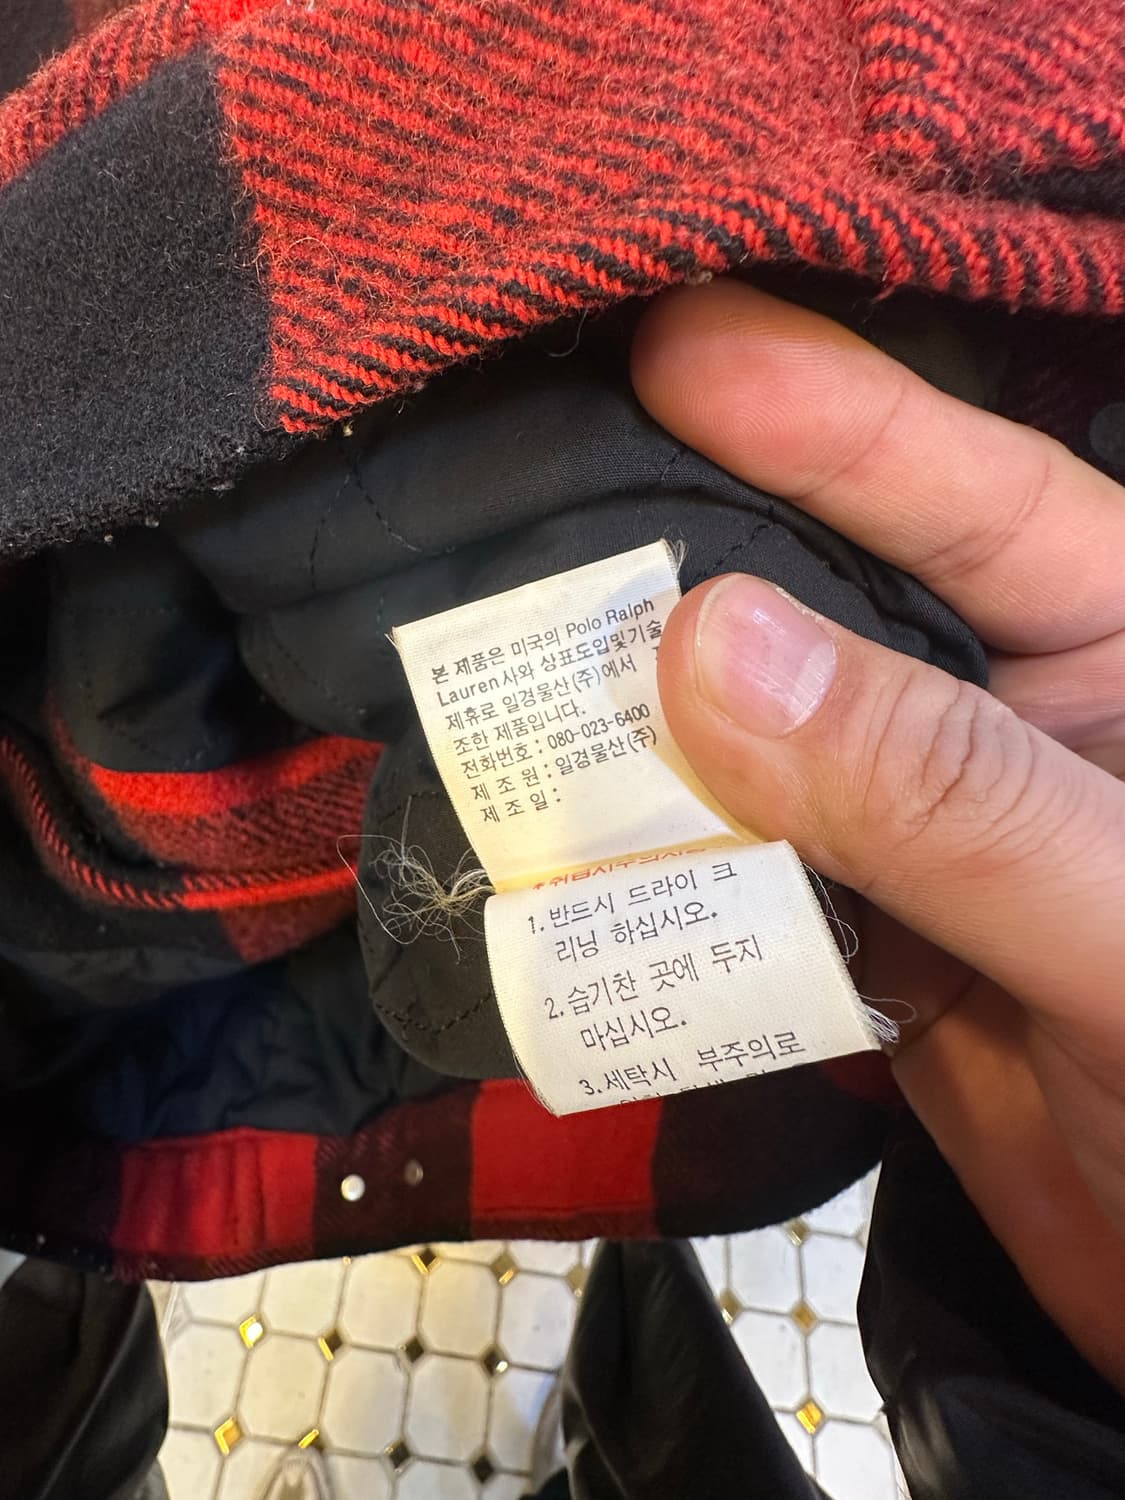 본 제품은 미국의 Polo Ralph
Lauren사와 상표도입및기술
제휴로 일경물산(주)에서
조한 제품입니다.
전화번호 : 080-023-6400
제 조 원 : 일경물산(주)
제 조 일 :
1. 반드시 드라이 크
리닝 하십시오.
2. 습기찬 곳에 두지
마십시오.
3. 세탁시 부주의로